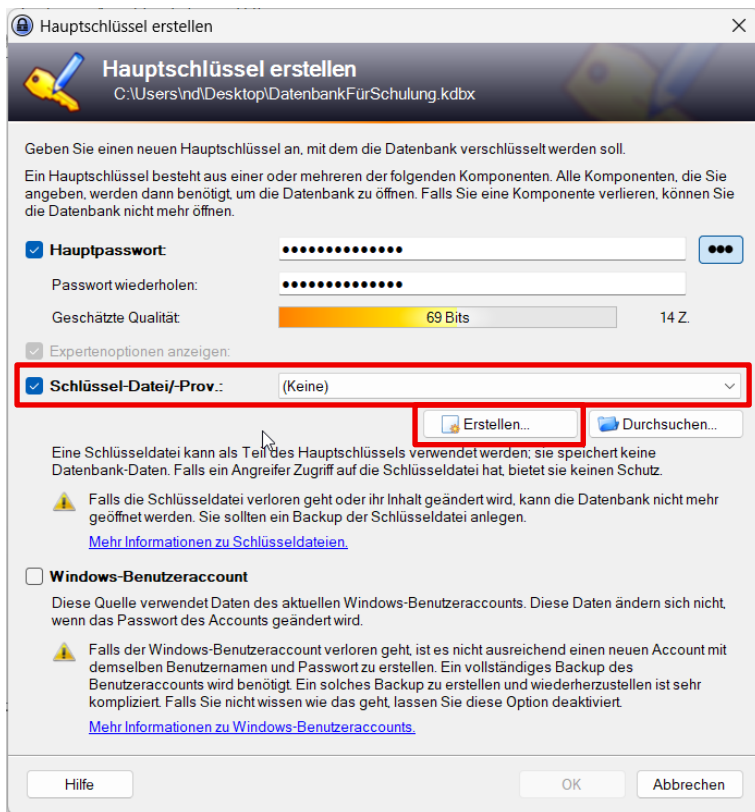 Hauptschlüssel erstellen
Hauptschlüssel erstellen
C:\Users\nd\Desktop\DatenbankFürSchulung.kdbx
Geben Sie einen neuen Hauptschlüssel an, mit dem die Datenbank verschlüsselt werden soll.
Ein Hauptschlüssel besteht aus einer oder mehreren der folgenden Komponenten. Alle Komponenten, die Sie
angeben, werden dann benötigt, um die Datenbank zu öffnen. Falls Sie eine Komponente verlieren, können Sie
die Datenbank nicht mehr öffnen.
Hauptpasswort: ●●●●●●●●●●●●●● ●●●
Passwort wiederholen: ●●●●●●●●●●●●●●
Geschätzte Qualität: 69 Bits 14 Z.
Expertenoptionen anzeigen:
Schlüssel-Datei/-Prov.: (Keine)
Erstellen... Durchsuchen...
Eine Schlüsseldatei kann als Teil des Hauptschlüssels verwendet werden; sie speichert keine
Datenbank-Daten. Falls ein Angreifer Zugriff auf die Schlüsseldatei hat, bietet sie keinen Schutz.
Falls die Schlüsseldatei verloren geht oder ihr Inhalt geändert wird, kann die Datenbank nicht mehr
geöffnet werden. Sie sollten ein Backup der Schlüsseldatei anlegen.
Mehr Informationen zu Schlüsseldateien.
Windows-Benutzeraccount
Diese Quelle verwendet Daten des aktuellen Windows-Benutzeraccounts. Diese Daten ändern sich nicht,
wenn das Passwort des Accounts geändert wird.
Falls der Windows-Benutzeraccount verloren geht, ist es nicht ausreichend einen neuen Account mit
demselben Benutzernamen und Passwort zu erstellen. Ein vollständiges Backup des
Benutzeraccounts wird benötigt. Ein solches Backup zu erstellen und wiederherzustellen ist sehr
kompliziert. Falls Sie nicht wissen wie das geht, lassen Sie diese Option deaktiviert.
Mehr Informationen zu Windows-Benutzeraccounts.
Hilfe OK Abbrechen